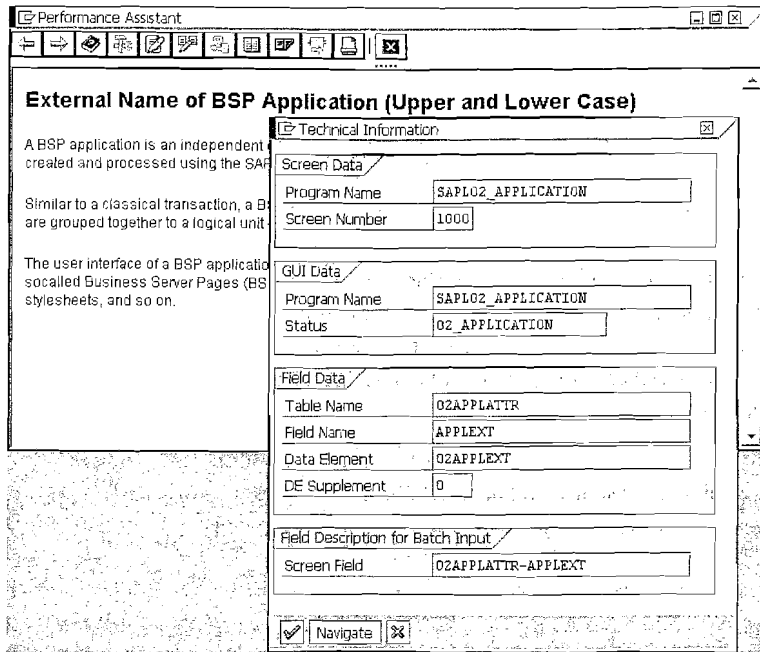 Performance Assistant
External Name of BSP Application (Upper and Lower Case)
A BSP application is an independent
created and processed using the SAP
Similar to a classical transaction, a
are grouped together to a logical unit
The user interface of a BSP applicatio
socalled Business Server Pages (BS
stylesheets, and so on.
Technical Information
Screen Data
Program Name SAPLO2_APPLICATION
Screen Number 1000
GUI Data
Program Name SAPLO2_APPLICATION
Status O2_APPLICATION
Field Data
Table Name O2APPLATTR
Field Name APPLEXT
Data Element O2APPLEXT
DE Supplement 0
Field Description for Batch Input
Screen Field O2APPLATTR-APPLEXT
Navigate